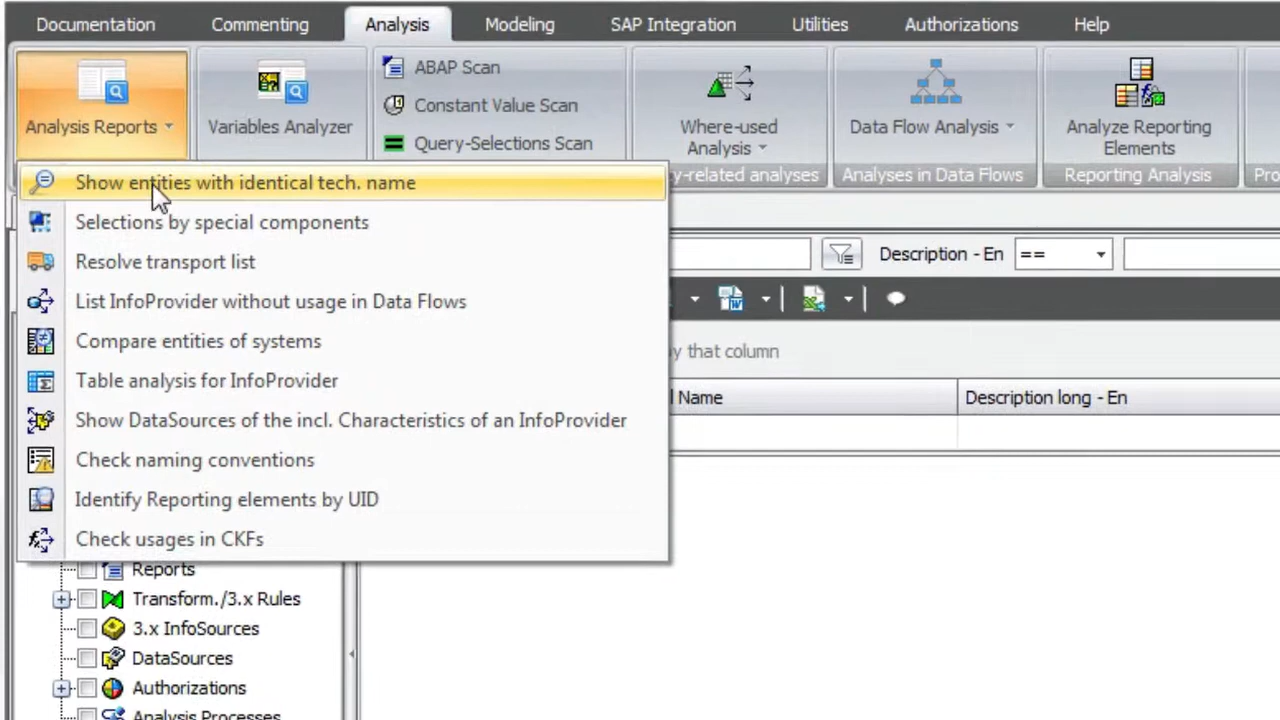 Documentation
Commenting
Analysis
Modeling
SAP Integration
Utilities
Authorizations
Help
Analysis Reports
Variables Analyzer
ABAP Scan
Constant Value Scan
Query-Selections Scan
Where-used
Analysis
Data Flow Analysis
Analyze Reporting
Elements
y-related analyses
Analyses in Data Flows
Reporting Analysis
Pro
Show entities with identical tech. name
Selections by special components
Resolve transport list
List InfoProvider without usage in Data Flows
Compare entities of systems
Table analysis for InfoProvider
Show DataSources of the incl. Characteristics of an InfoProvider
Check naming conventions
Identify Reporting elements by UID
Check usages in CKFs
Description - En
==
y that column
l Name
Description long - En
Reports
Transform./3.x Rules
3.x InfoSources
DataSources
Authorizations
Analysis Processes